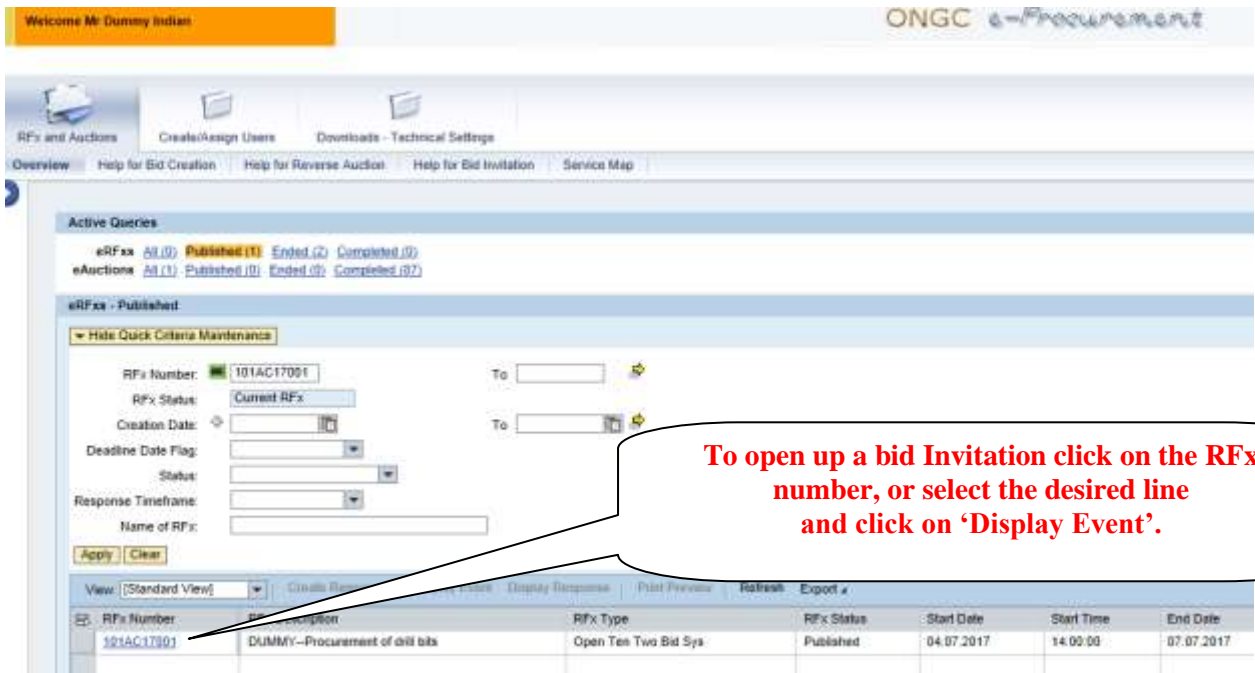 Welcome Mr Dummy Indian
ONGC e-Procurement
RFx and Auctions Create/Assign Users Downloads - Technical Settings
Overview Help for Bid Creation Help for Reverse Auction Help for Bid Invitation Service Map
Active Queries
eRFxs All (0) Published (1) Ended (2) Completed (0)
eAuctions All (1) Published (0) Ended (0) Completed (87)
eRFxs - Published
Hide Quick Criteria Maintenance
RFx Number: 101AC17001 To
RFx Status: Current RFx
Creation Date: To
Deadline Date Flag:
Status:
Response Timeframe:
Name of RFx:
To open up a bid Invitation click on the RFx
number, or select the desired line
and click on ‘Display Event’.
Apply Clear
View: [Standard View] Event Display Response Print Preview Refresh Export
RFx Number RFx Type RFx Status Start Date Start Time End Date
101AC17001 DUMMY--Procurement of drill bits Open Ten Two Bid Sys Published 04.07.2017 14:00:00 07.07.2017